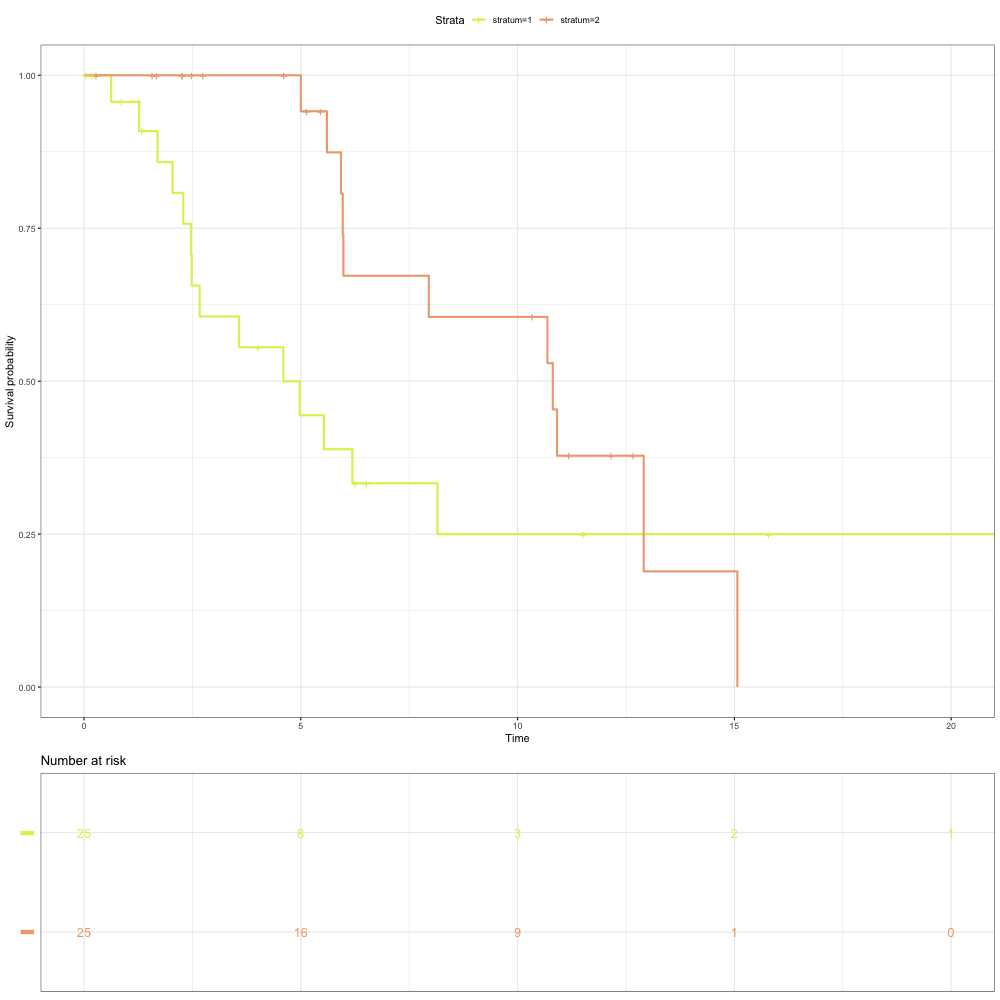 Strata stratum=1 stratum=2
1.00
0.75
0.50
0.25
0.00
Survival probability
0 5 10 15 20
Time
Number at risk
25 8 3 2 1
25 16 9 1 0